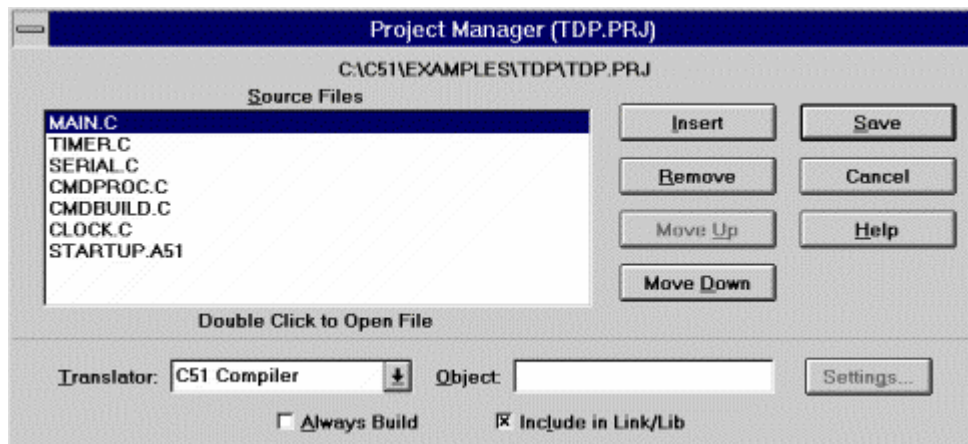 Project Manager (TDP.PRJ)
C:\C51\EXAMPLES\TDP\TDP.PRJ
Source Files
MAIN.C
TIMER.C
SERIAL.C
CMDPROC.C
CMDBUILD.C
CLOCK.C
STARTUP.A51
Insert
Save
Remove
Cancel
Move Up
Help
Move Down
Double Click to Open File
Translator: C51 Compiler Object: Settings...
Always Build Include in Link/Lib